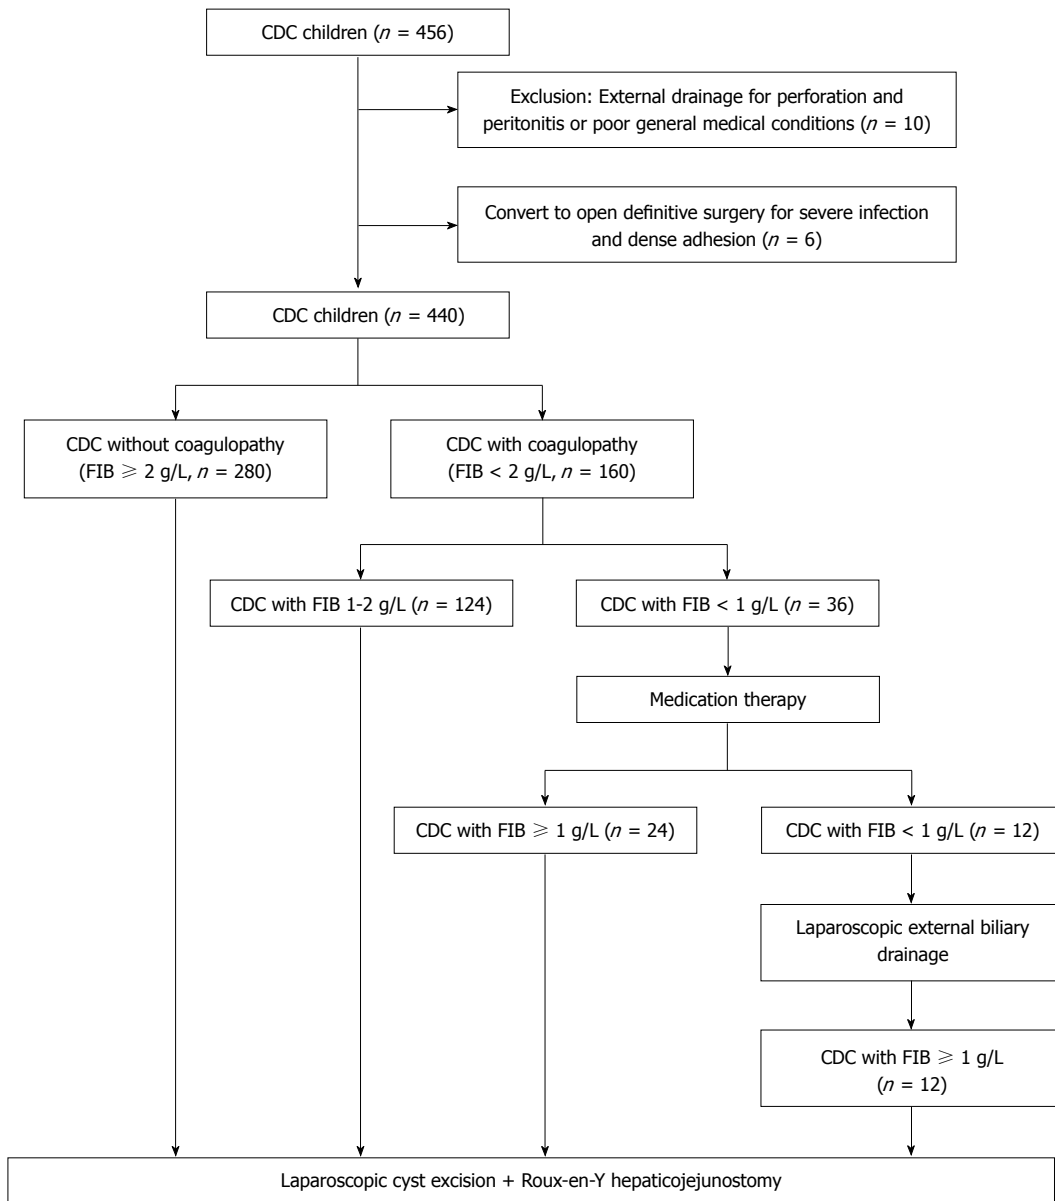 CDC children (n = 456)
Exclusion: External drainage for perforation and
peritonitis or poor general medical conditions (n = 10)
Convert to open definitive surgery for severe infection
and dense adhesion (n = 6)
CDC children (n = 440)
CDC without coagulopathy
(FIB ⩾ 2 g/L, n = 280)
CDC with coagulopathy
(FIB < 2 g/L, n = 160)
CDC with FIB 1-2 g/L (n = 124)
CDC with FIB < 1 g/L (n = 36)
Medication therapy
CDC with FIB ⩾ 1 g/L (n = 24)
CDC with FIB < 1 g/L (n = 12)
Laparoscopic external biliary
drainage
CDC with FIB ⩾ 1 g/L
(n = 12)
Laparoscopic cyst excision + Roux-en-Y hepaticojejunostomy